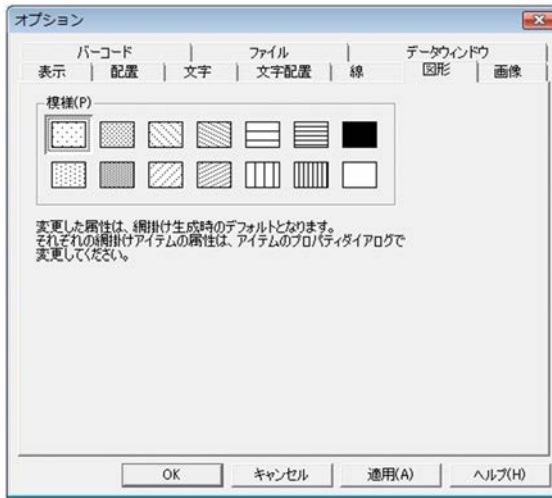 オプション
バーコード
ファイル
データウィンドウ
表示
配置
文字
文字配置
線
図形
画像
模様(P)
変更した属性は、網掛け生成時のデフォルトとなります。
それぞれの網掛けアイテムの属性は、アイテムのプロパティダイアログで
変更してください。
OK
キャンセル
適用(A)
ヘルプ(H)